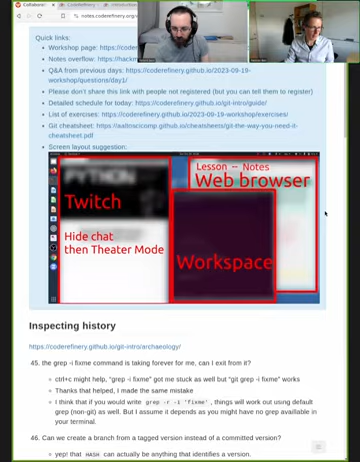 notes.coderefinery.org
Quick links:
Workshop page: https://code
Notes overflow: https://hackm
Q&A from previous days: https://coderefinery.github.io/2023-09-19-
workshop/questions/day1/
Please don't share this link with people not registered (but you can tell them to register)
Detailed schedule for today: https://coderefinery.github.io/git-intro/guide/
List of exercises: https://coderefinery.github.io/2023-09-19-workshop/exercises/
Git cheatsheet: https://aaltoscicomp.github.io/cheatsheets/git-the-way-you-need-it-
cheatsheet.pdf
Screen layout suggestion.
Lesson -- Notes
Web browser
Twitch
Hide chat
then Theater Mode
Workspace
Inspecting history
https://coderefinery.github.io/git-intro/archaeology/
45. the grep -i fixme command is taking forever for me, can I exit from it?
ctrl+c might help, "grep -i fixme" got me stuck as well but "git grep -i fixme" works
Thanks that helped, I made the same mistake
I think that if you would write grep -r -i 'fixme' , things will work out using default
grep (non-git) as well. But I assume it depends as you might have no grep available in
your terminal.
46. Can we create a branch from a tagged version instead of a committed version?
yep! that HASH can actually be anything that identifies a version.